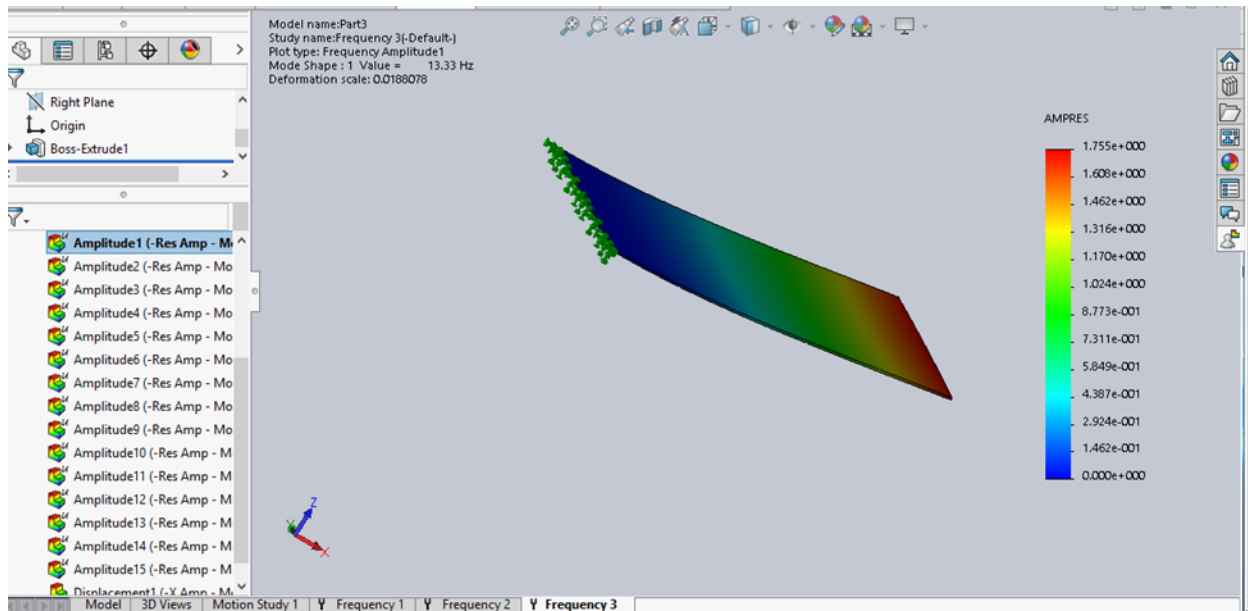 Model name:Part3
Study name:Frequency 3(-Default-)
Plot type: Frequency Amplitude1
Mode Shape : 1 Value = 13.33 Hz
Deformation scale: 0.0188078
Right Plane
Origin
Boss-Extrude1
Amplitude1 (-Res Amp - Mo
Amplitude2 (-Res Amp - Mo
Amplitude3 (-Res Amp - Mo
Amplitude4 (-Res Amp - Mo
Amplitude5 (-Res Amp - Mo
Amplitude6 (-Res Amp - Mo
Amplitude7 (-Res Amp - Mo
Amplitude8 (-Res Amp - Mo
Amplitude9 (-Res Amp - Mo
Amplitude10 (-Res Amp - M
Amplitude11 (-Res Amp - M
Amplitude12 (-Res Amp - M
Amplitude13 (-Res Amp - M
Amplitude14 (-Res Amp - M
Amplitude15 (-Res Amp - M
Displacement1 (-X Amp - M
AMPRES
1.755e+000
1.608e+000
1.462e+000
1.316e+000
1.170e+000
1.024e+000
8.773e-001
7.311e-001
5.849e-001
4.387e-001
2.924e-001
1.462e-001
0.000e+000
Z
Y
X
Model 3D Views Motion Study 1 Frequency 1 Frequency 2 Frequency 3